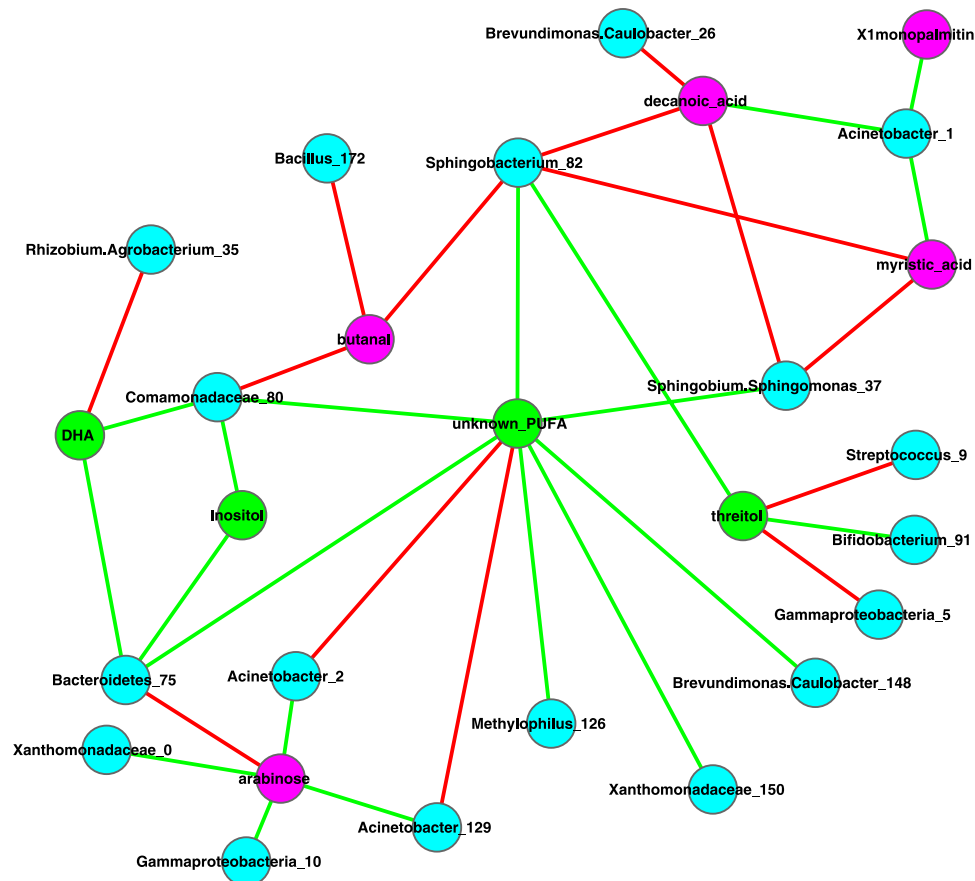 Brevundimonas.Caulobacter_26
X1monopalmitin
decanoic_acid
Acinetobacter_1
Bacillus_172
Sphingobacterium_82
Rhizobium.Agrobacterium_35
myristic_acid
butanal
Sphingobium.Sphingomonas_37
Comamonadaceae_80
unknown_PUFA
DHA
Streptococcus_9
Inositol
threitol
Bifidobacterium_91
Gammaproteobacteria_5
Bacteroidetes_75
Acinetobacter_2
Brevundimonas.Caulobacter_148
Methylophilus_126
Xanthomonadaceae_0
arabinose
Xanthomonadaceae_150
Acinetobacter_129
Gammaproteobacteria_10